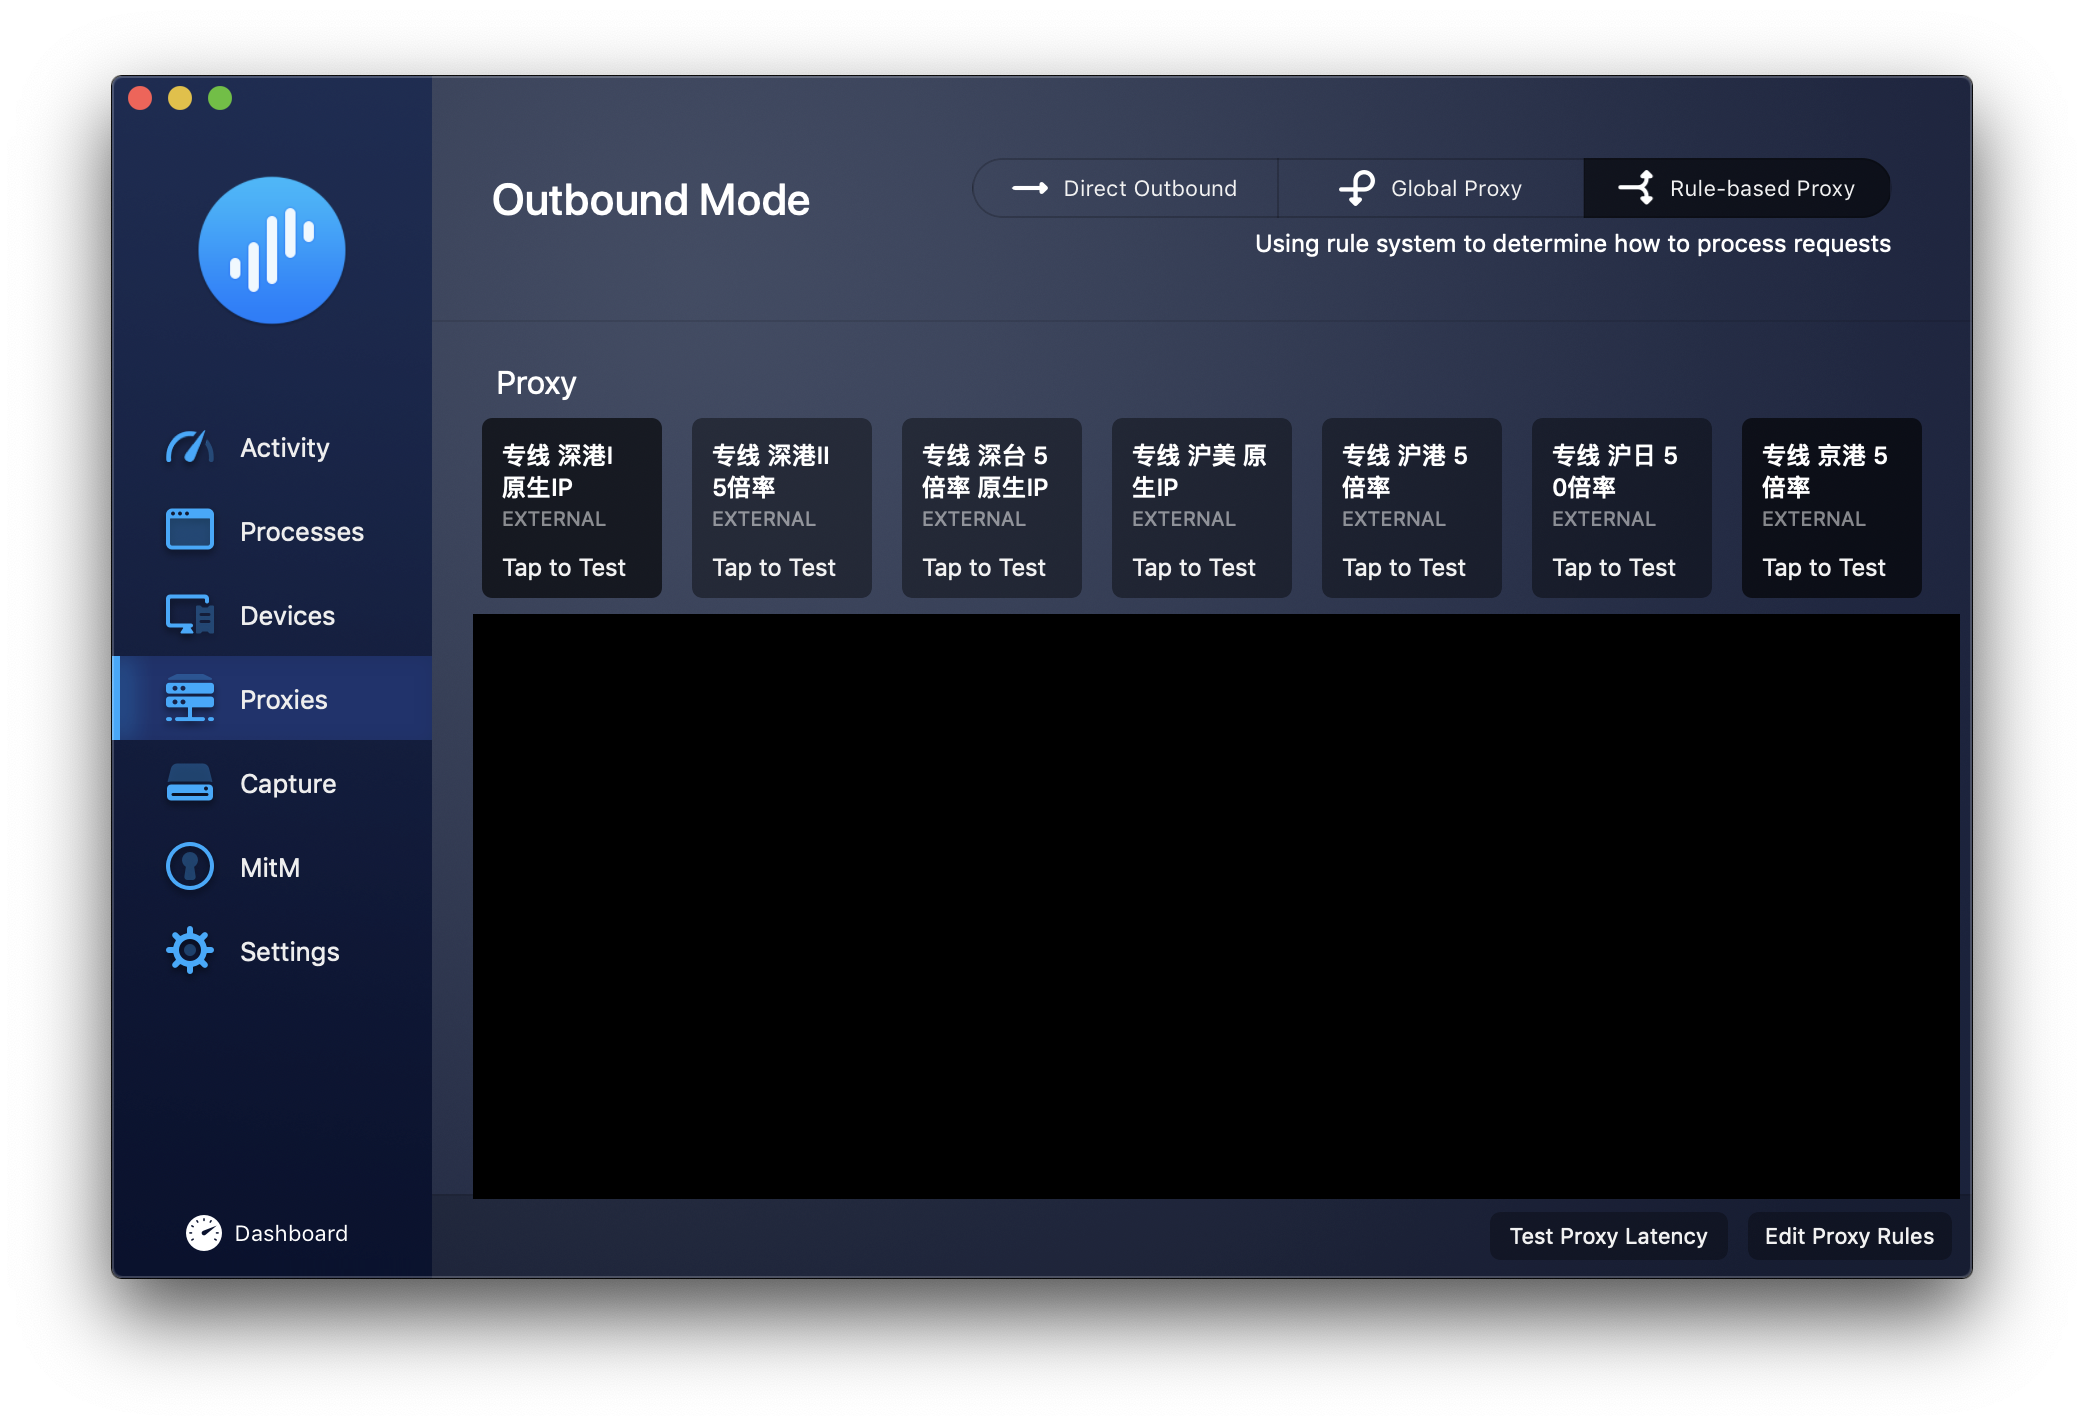 Outbound Mode
Direct Outbound
Global Proxy
Rule-based Proxy
Using rule system to determine how to process requests
Activity
Processes
Devices
Proxies
Capture
MitM
Settings
Dashboard
Proxy
专线 深港I
原生IP
EXTERNAL
Tap to Test
专线 深港II
5倍率
EXTERNAL
Tap to Test
专线 深台 5
倍率 原生IP
EXTERNAL
Tap to Test
专线 沪美 原
生IP
EXTERNAL
Tap to Test
专线 沪港 5
倍率
EXTERNAL
Tap to Test
专线 沪日 5
0倍率
EXTERNAL
Tap to Test
专线 京港 5
倍率
EXTERNAL
Tap to Test
Test Proxy Latency
Edit Proxy Rules